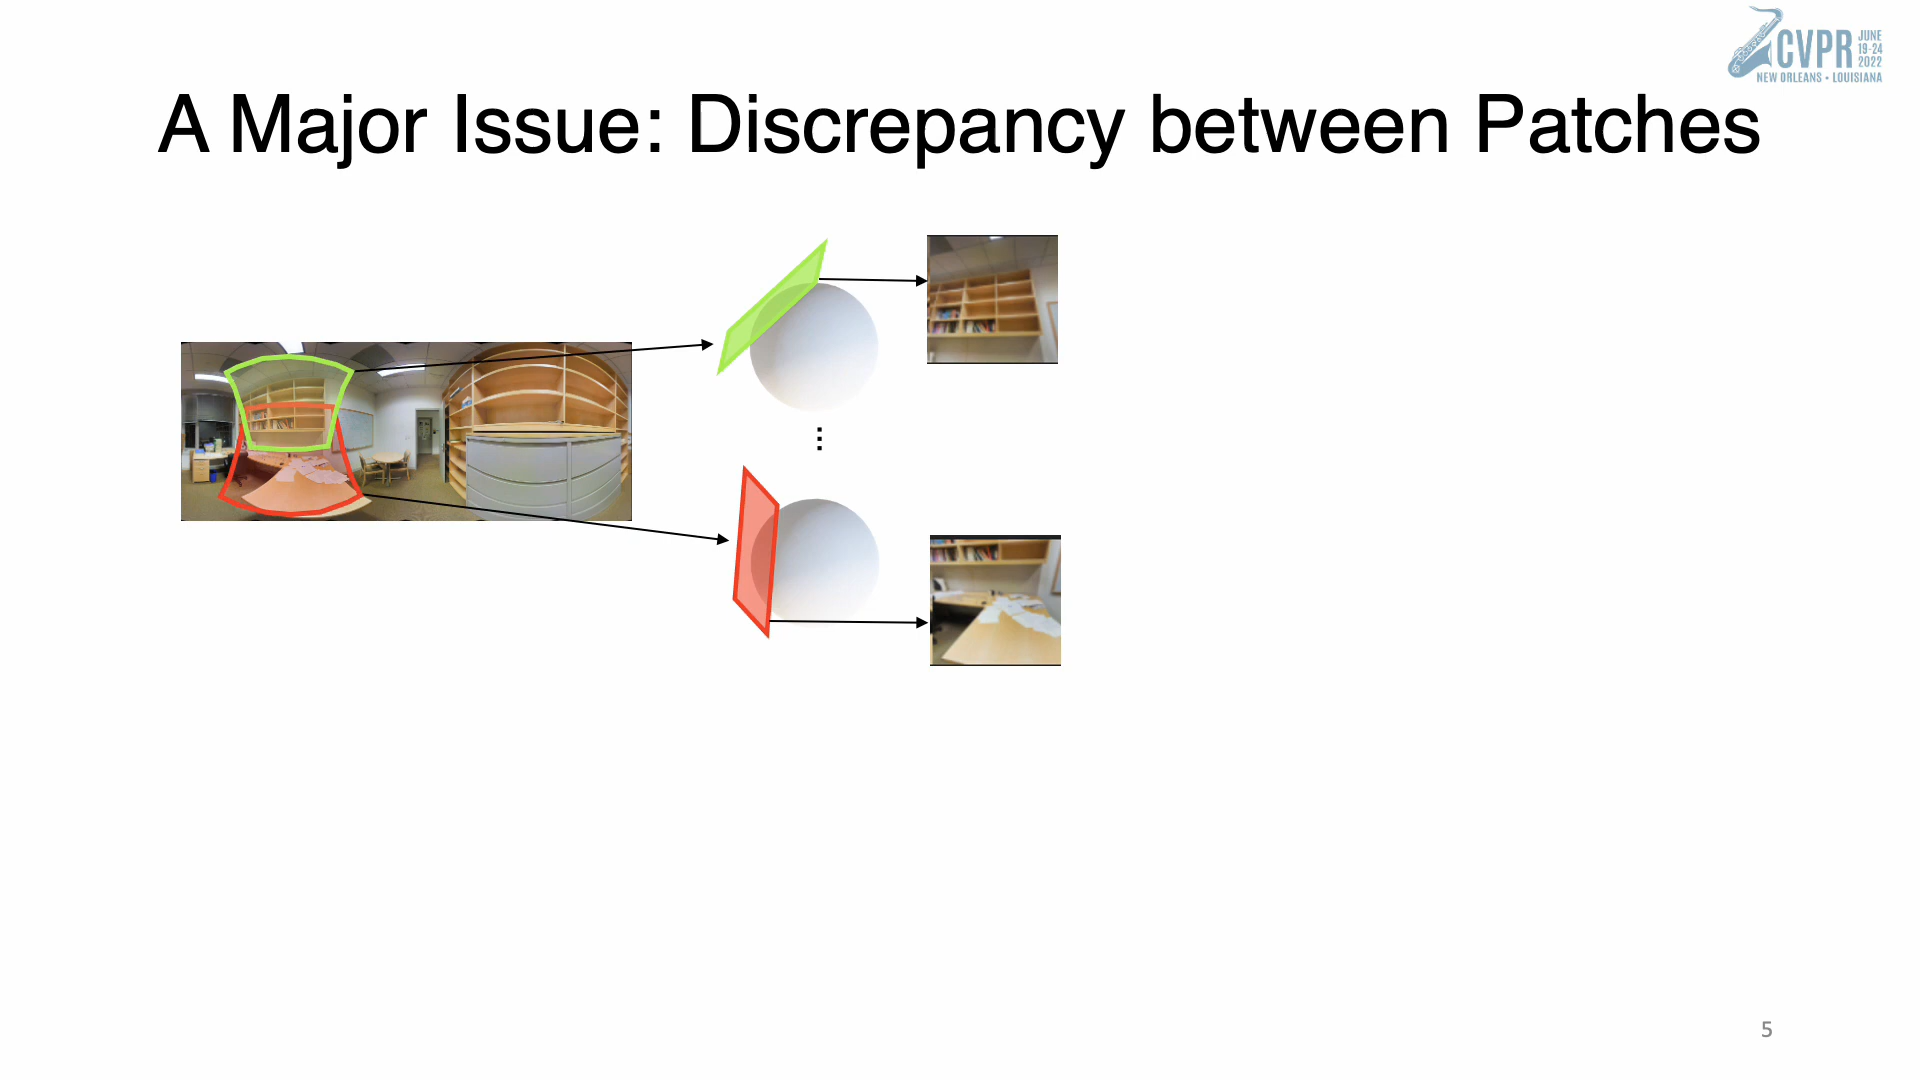 CVPR
JUNE
19-24
2022
NEW ORLEANS • LOUISIANA
A Major Issue: Discrepancy between Patches
5